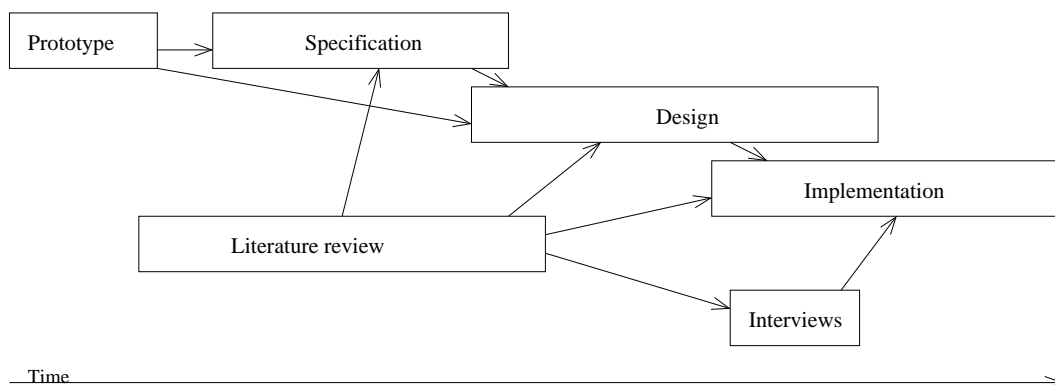 Prototype
Specification
Design
Implementation
Literature review
Interviews
Time